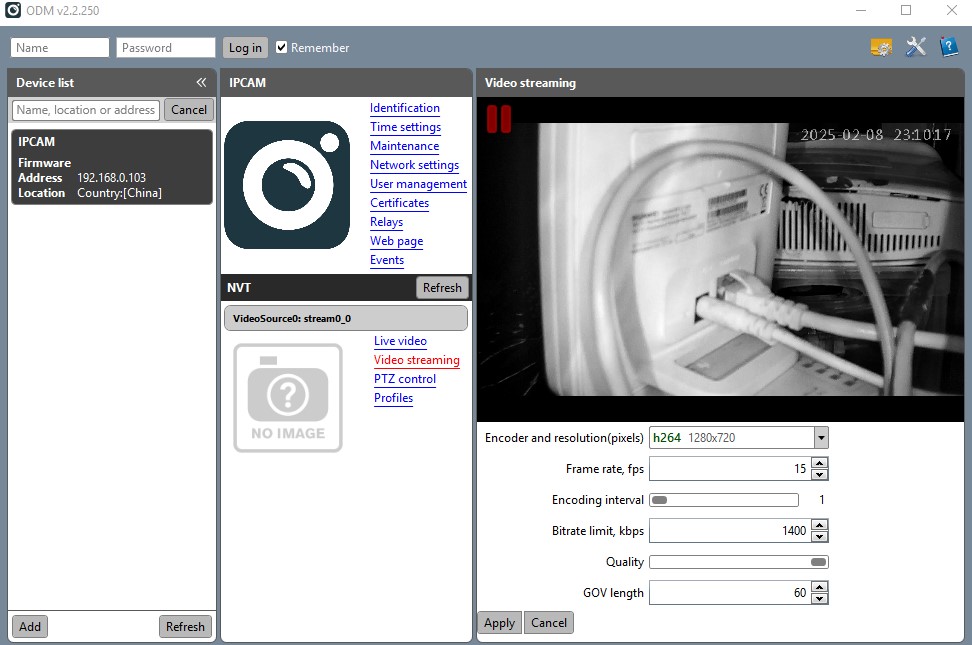 ODM v2.2.250
Name
Password
Log in
Remember
Device list
«
Name, location or address
Cancel
IPCAM
Firmware
Address 192.168.0.103
Location Country:[China]
Add
Refresh
IPCAM
Identification
Time settings
Maintenance
Network settings
User management
Certificates
Relays
Web page
Events
NVT
Refresh
VideoSource0: stream0_0
NO IMAGE
Live video
Video streaming
PTZ control
Profiles
Video streaming
2025-02-08 23:10:17
CE
Encoder and resolution(pixels) h264 1280x720
Frame rate, fps 15
Encoding interval 1
Bitrate limit, kbps 1400
Quality
GOV length 60
Apply
Cancel